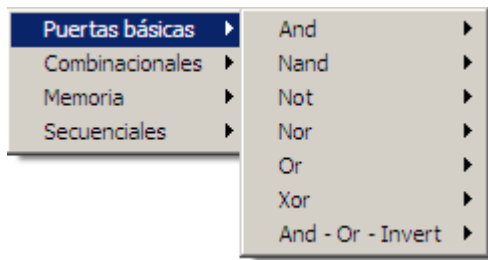 Puertas básicas
Combinacionales
Memoria
Secuenciales
And
Nand
Not
Nor
Or
Xor
And - Or - Invert